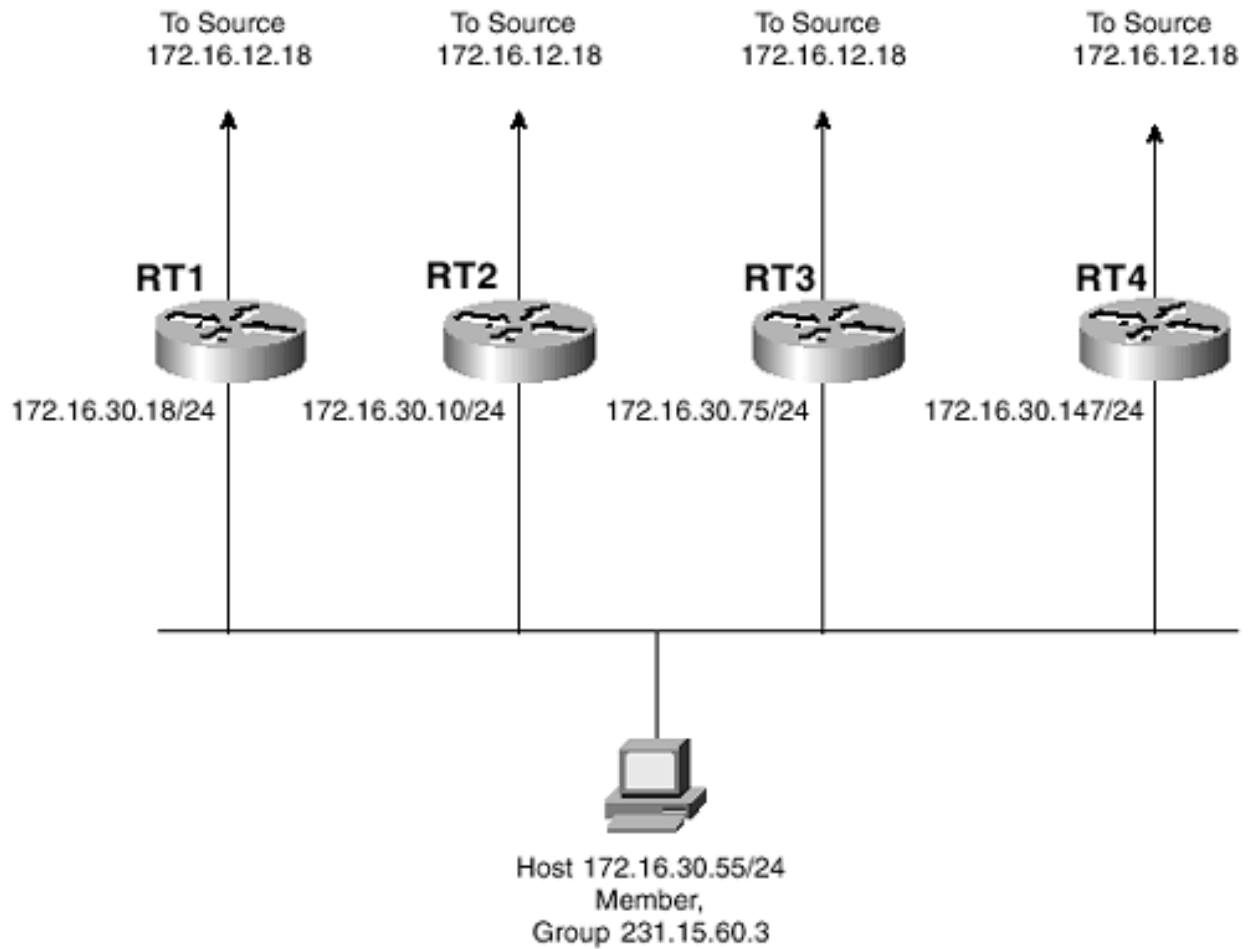 To Source
172.16.12.18
To Source
172.16.12.18
To Source
172.16.12.18
To Source
172.16.12.18
RT1
RT2
RT3
RT4
172.16.30.18/24
172.16.30.10/24
172.16.30.75/24
172.16.30.147/24
Host 172.16.30.55/24
Member,
Group 231.15.60.3